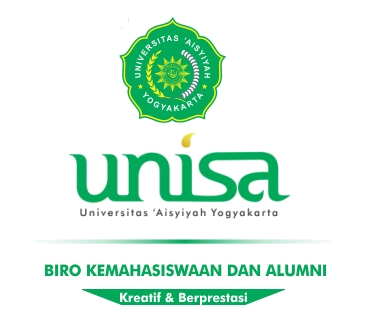 UNIVERSITAS 'AISYIYAH
YOGYAKARTA
unisa
Universitas 'Aisyiyah Yogyakarta
BIRO KEMAHASISWAAN DAN ALUMNI
Kreatif & Berprestasi